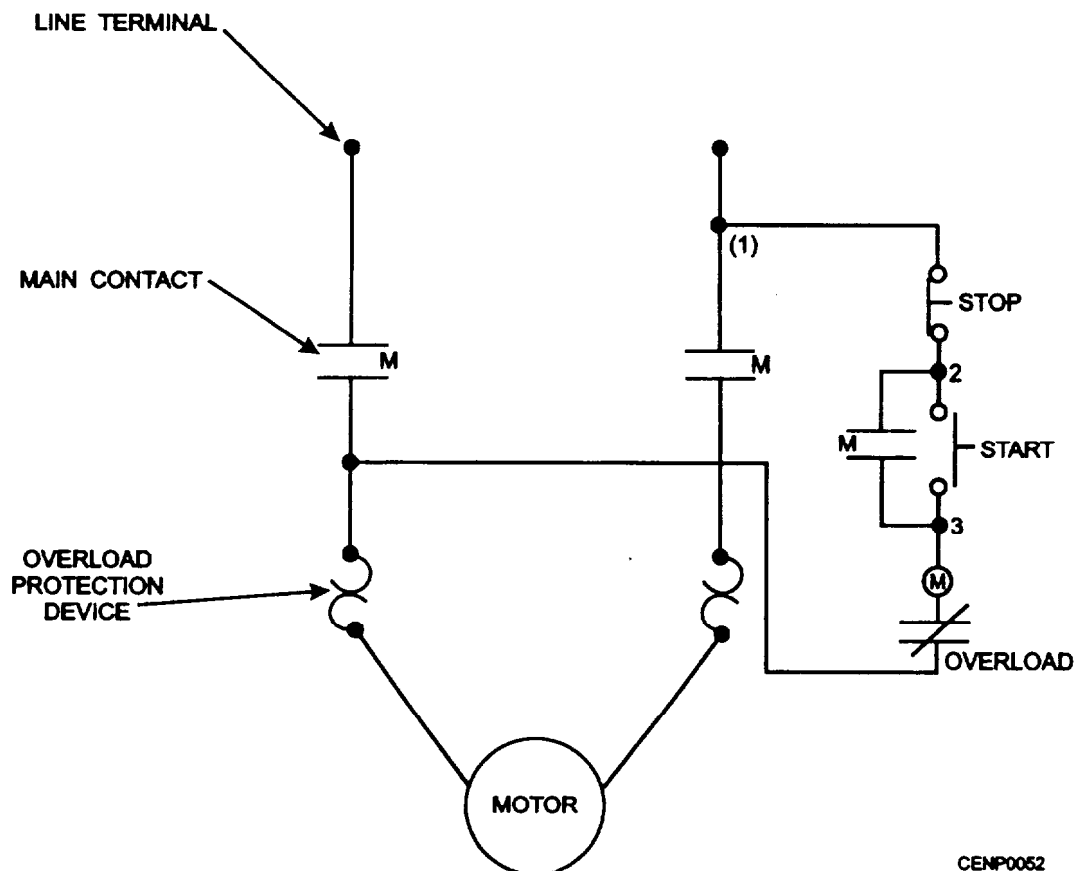 LINE TERMINAL
(1)
MAIN CONTACT
STOP
M
M
2
M
START
3
OVERLOAD
PROTECTION
DEVICE
M
OVERLOAD
MOTOR
CENP0052